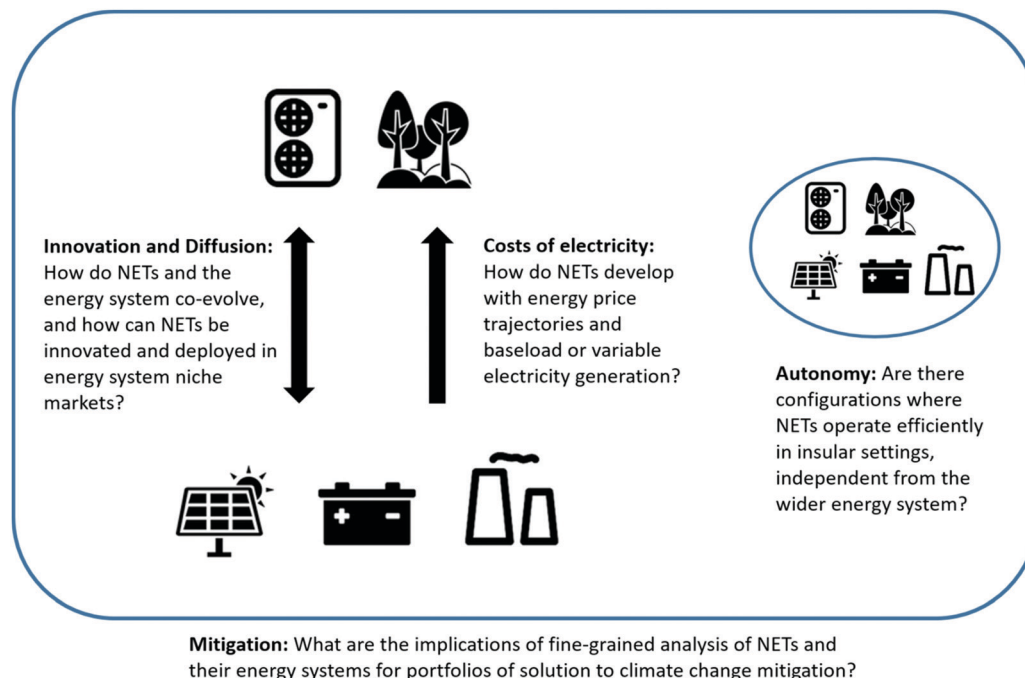 Innovation and Diffusion:
How do NETs and the
energy system co-evolve,
and how can NETs be
innovated and deployed in
energy system niche
markets?
Costs of electricity:
How do NETs develop
with energy price
trajectories and
baseload or variable
electricity generation?
Autonomy: Are there
configurations where
NETs operate efficiently
in insular settings,
independent from the
wider energy system?
Mitigation: What are the implications of fine-grained analysis of NETs and
their energy systems for portfolios of solution to climate change mitigation?